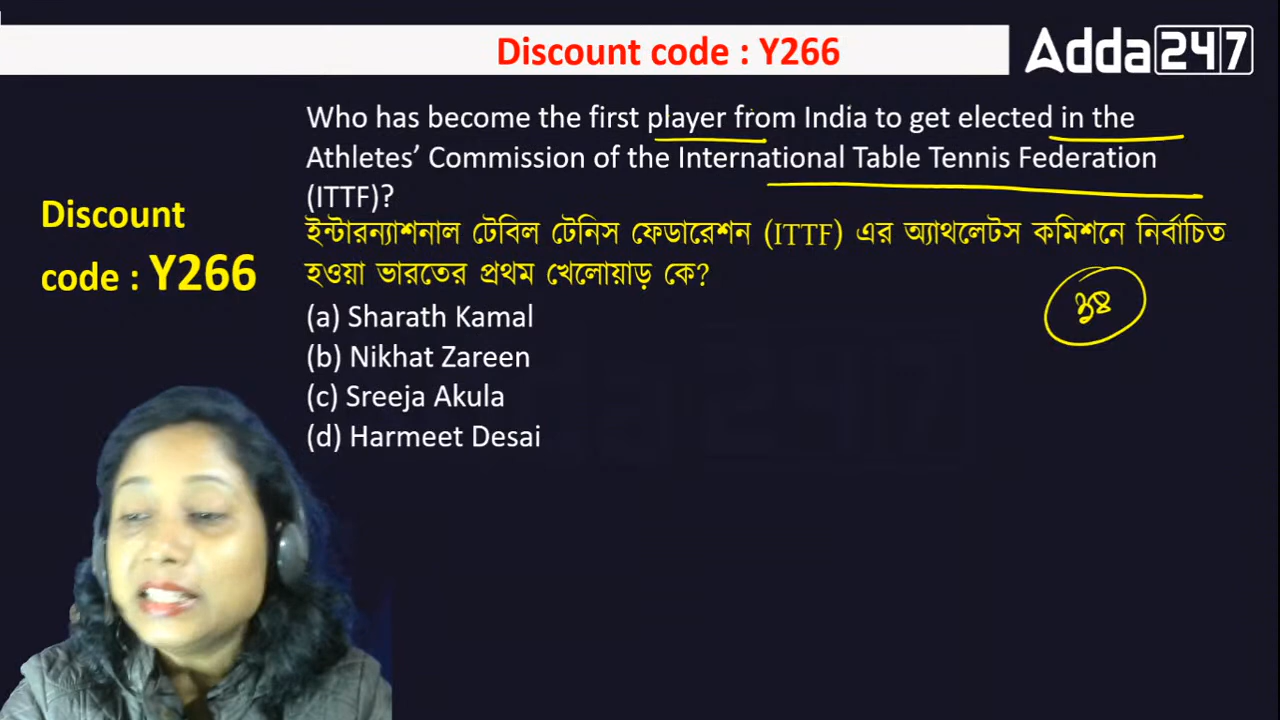 Discount code : Y266
Adda247
Who has become the first player from India to get elected in the
Athletes’ Commission of the International Table Tennis Federation
(ITTF)?
ইন্টারন্যাশনাল টেবিল টেনিস ফেডারেশন (ITTF) এর অ্যাথলেটস কমিশনে নির্বাচিত
হওয়া ভারতের প্রথম খেলোয়াড় কে?
(a) Sharath Kamal
(b) Nikhat Zareen
(c) Sreeja Akula
(d) Harmeet Desai
Discount
code : Y266